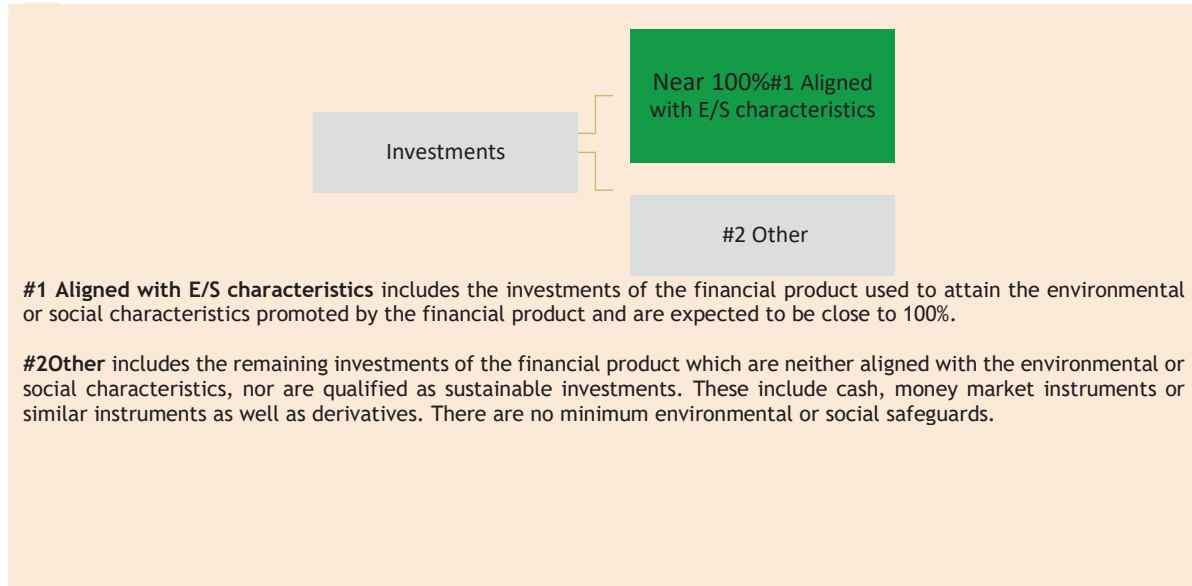 Near 100%#1 Aligned
with E/S characteristics
Investments
#2 Other
#1 Aligned with E/S characteristics includes the investments of the financial product used to attain the environmental
or social characteristics promoted by the financial product and are expected to be close to 100%.
#2Other includes the remaining investments of the financial product which are neither aligned with the environmental or
social characteristics, nor are qualified as sustainable investments. These include cash, money market instruments or
similar instruments as well as derivatives. There are no minimum environmental or social safeguards.